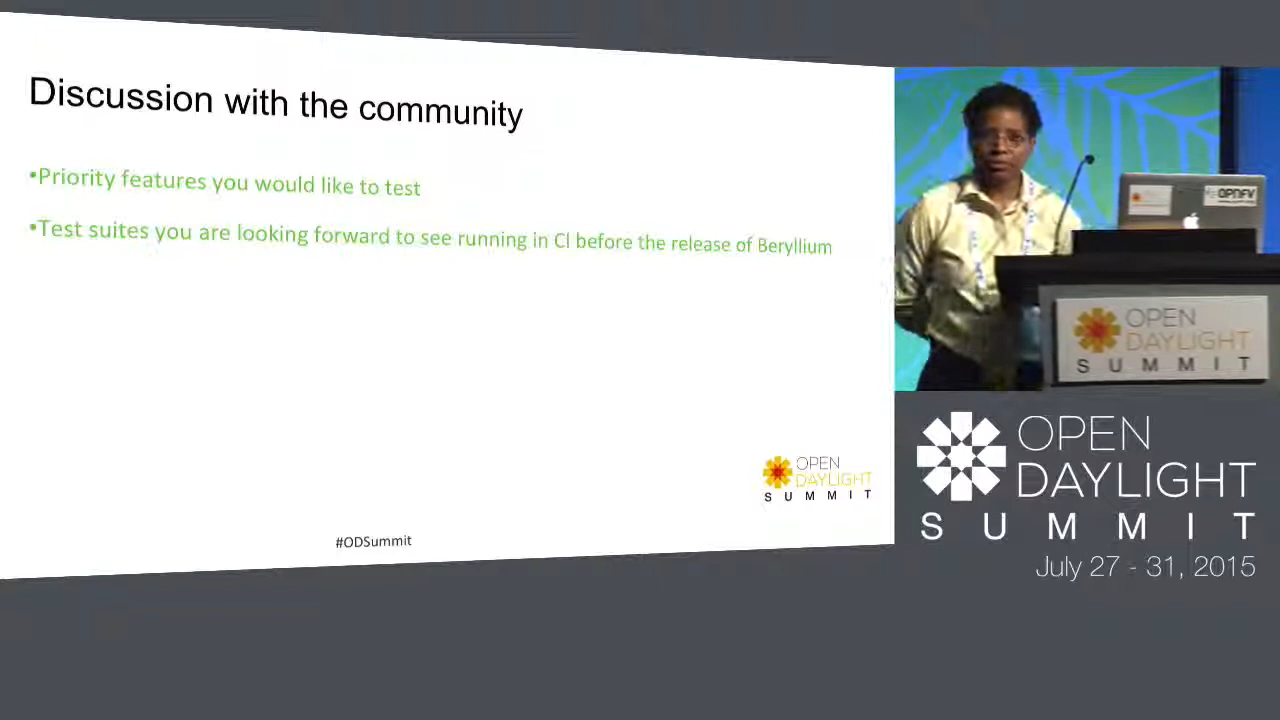 Discussion with the community
•Priority features you would like to test
•Test suites you are looking forward to see running in CI before the release of Beryllium
OPEN
DAYLIGHT
SUMMIT
#ODSummit
OPNFV
OPEN
DAYLIGHT
SUMMIT
OPEN
DAYLIGHT
SUMMIT
July 27 - 31, 2015